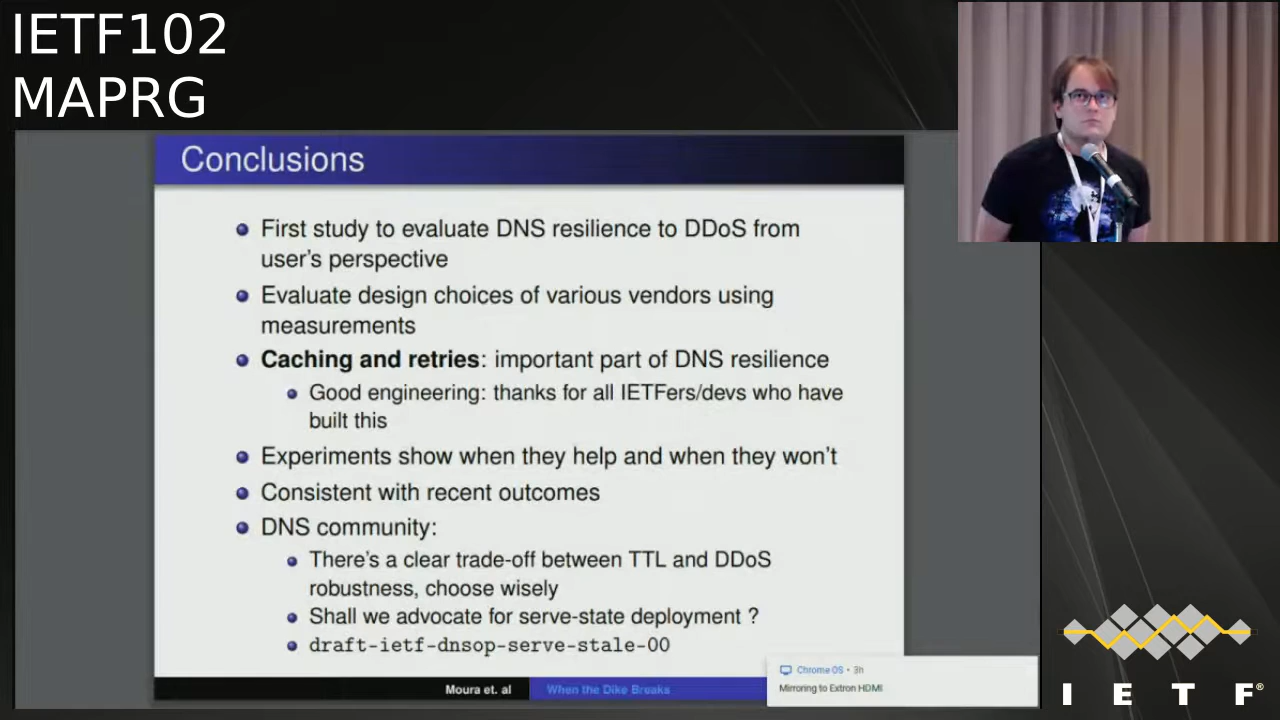 IETF102
MAPRG
Conclusions
First study to evaluate DNS resilience to DDoS from
user's perspective
Evaluate design choices of various vendors using
measurements
Caching and retries: important part of DNS resilience
Good engineering: thanks for all IETFers/devs who have
built this
Experiments show when they help and when they won't
Consistent with recent outcomes
DNS community:
There's a clear trade-off between TTL and DDoS
robustness, choose wisely
Shall we advocate for serve-state deployment ?
draft-ietf-dnsop-serve-stale-00
Moura et. al
When the Dike Breaks
Chrome OS • 3h
Mirroring to Extron HDMI
I E T F®